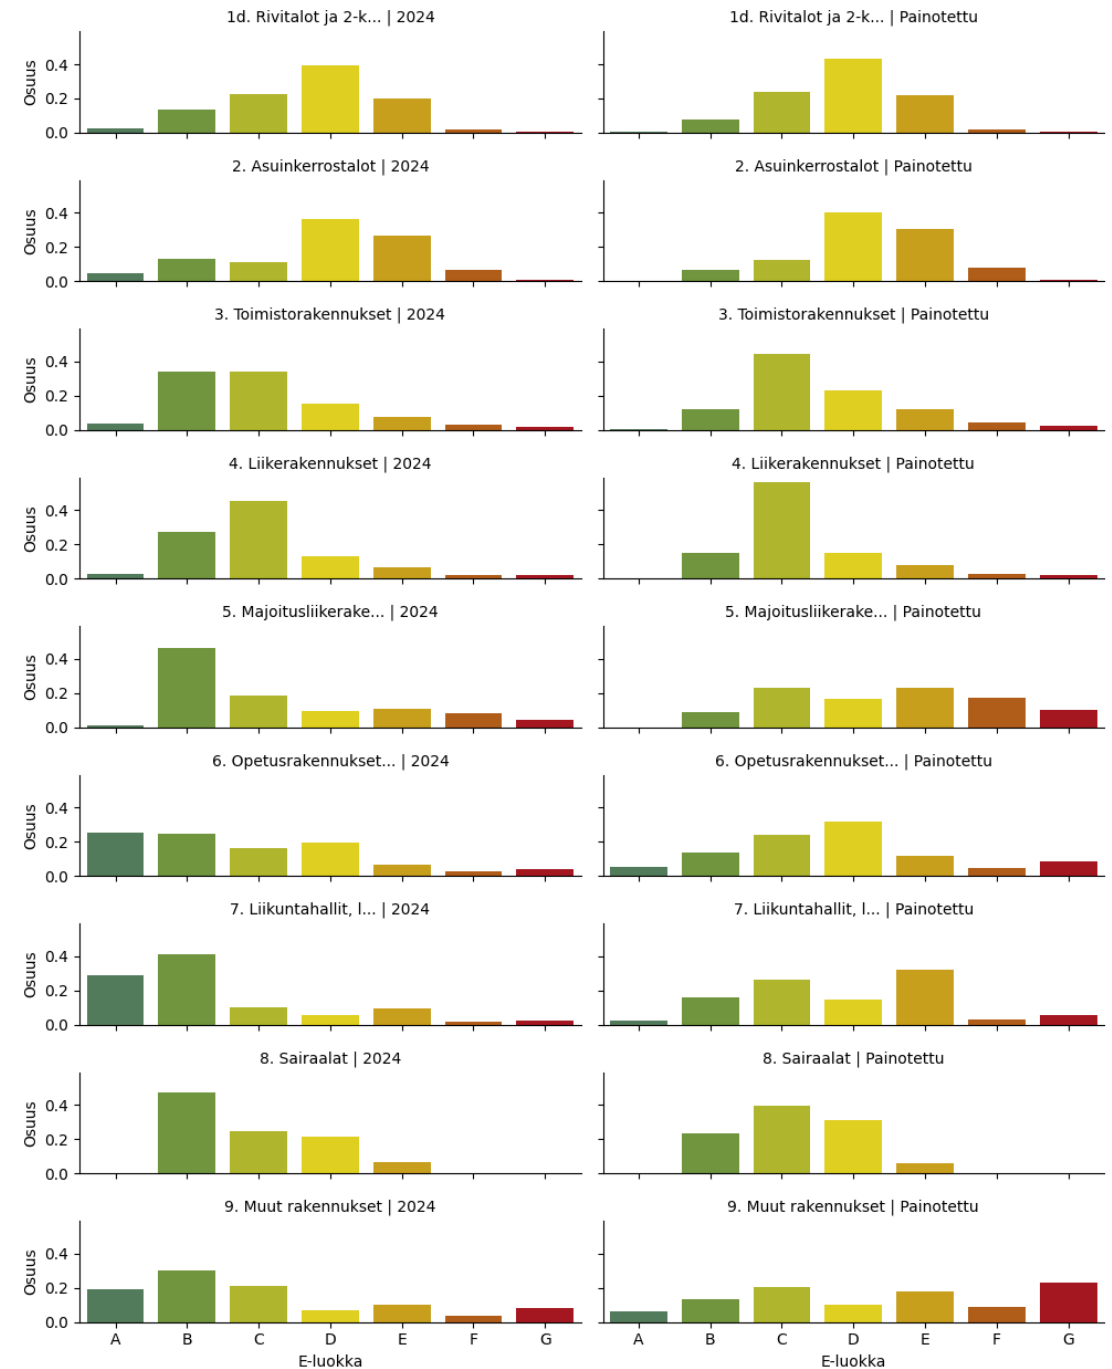 1d. Rivitalot ja 2-k... | 2024
1d. Rivitalot ja 2-k... | Painotettu
Osuus
0.4
0.2
0.0
2. Asuinkerrostalot | 2024
2. Asuinkerrostalot | Painotettu
Osuus
0.4
0.2
0.0
3. Toimistorakennukset | 2024
3. Toimistorakennukset | Painotettu
Osuus
0.4
0.2
0.0
4. Liikerakennukset | 2024
4. Liikerakennukset | Painotettu
Osuus
0.4
0.2
0.0
5. Majoitusliikerake... | 2024
5. Majoitusliikerake... | Painotettu
Osuus
0.4
0.2
0.0
6. Opetusrakennukset... | 2024
6. Opetusrakennukset... | Painotettu
Osuus
0.4
0.2
0.0
7. Liikuntahallit, l... | 2024
7. Liikuntahallit, l... | Painotettu
Osuus
0.4
0.2
0.0
8. Sairaalat | 2024
8. Sairaalat | Painotettu
Osuus
0.4
0.2
0.0
9. Muut rakennukset | 2024
9. Muut rakennukset | Painotettu
Osuus
0.4
0.2
0.0
A B C D E F G
A B C D E F G
E-luokka
E-luokka